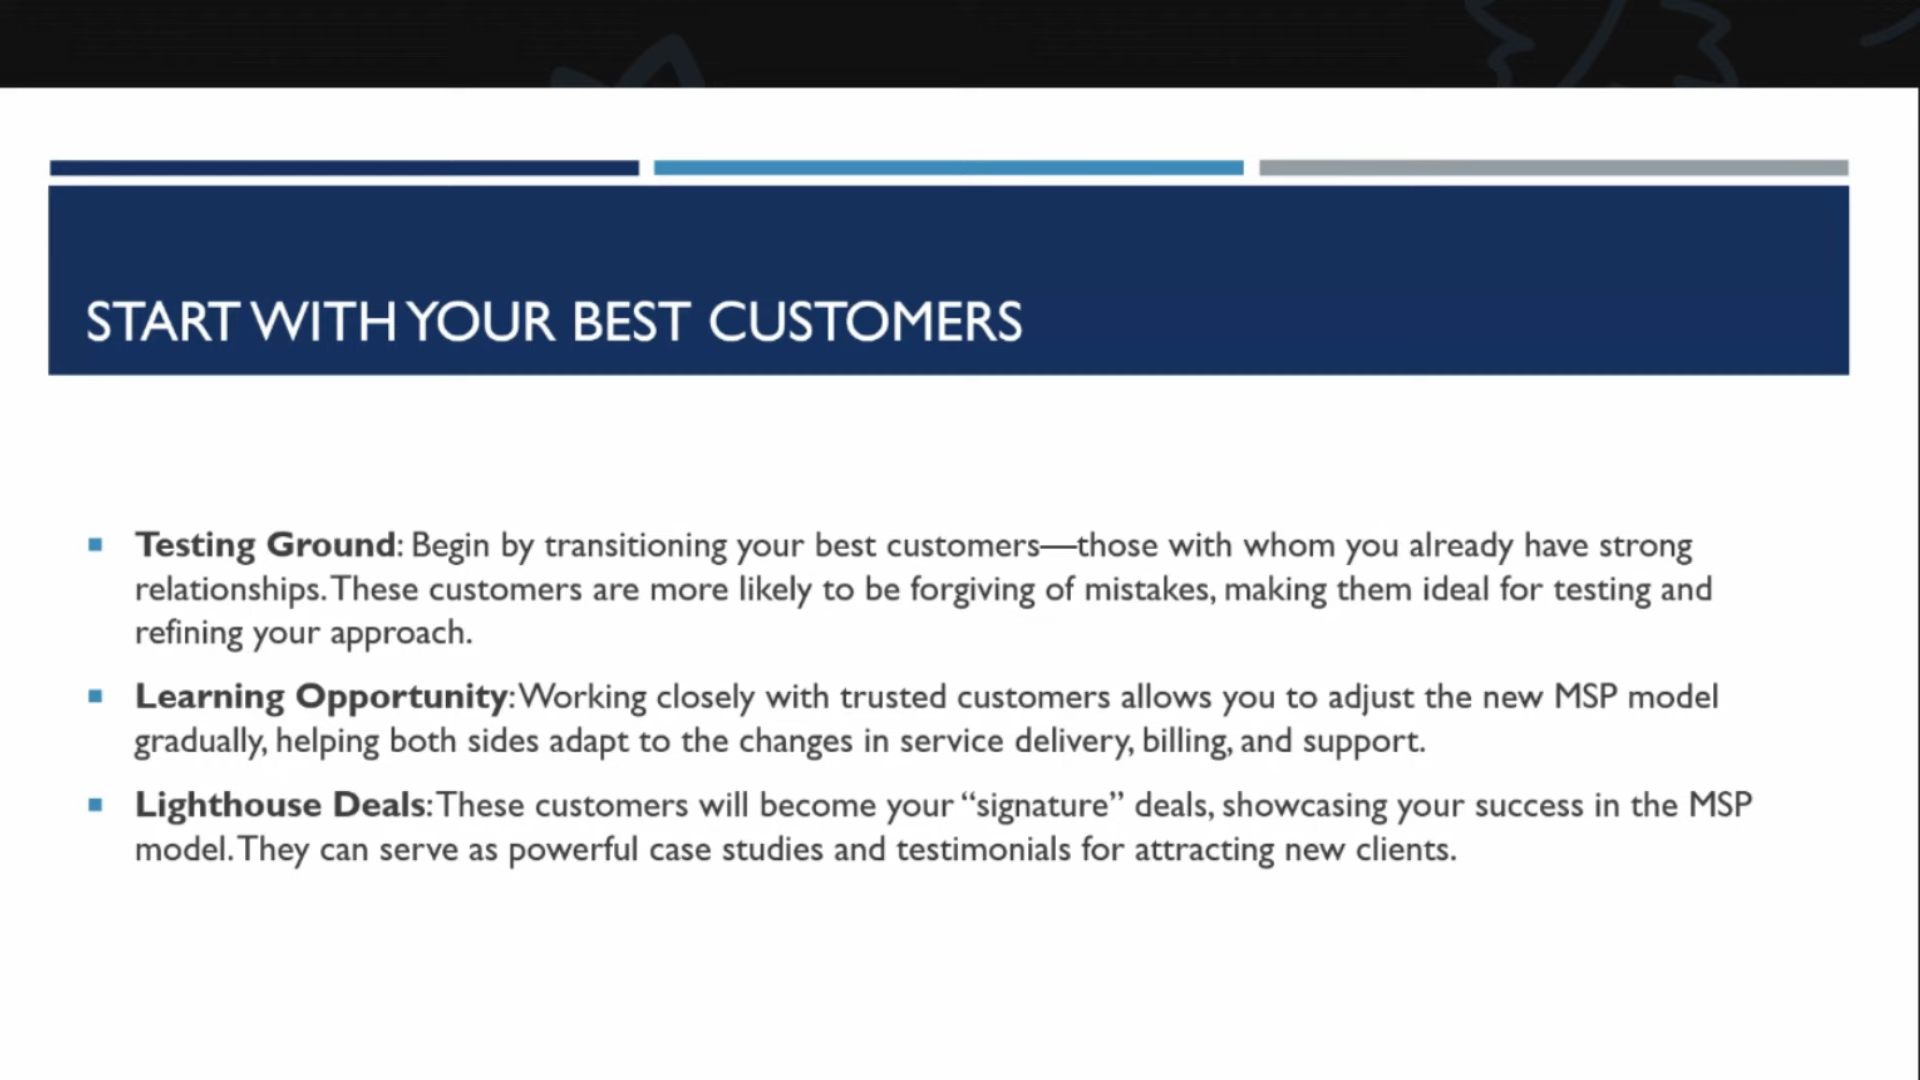 START WITH YOUR BEST CUSTOMERS
Testing Ground: Begin by transitioning your best customers—those with whom you already have strong
relationships. These customers are more likely to be forgiving of mistakes, making them ideal for testing and
refining your approach.
Learning Opportunity: Working closely with trusted customers allows you to adjust the new MSP model
gradually, helping both sides adapt to the changes in service delivery, billing, and support.
Lighthouse Deals: These customers will become your “signature” deals, showcasing your success in the MSP
model. They can serve as powerful case studies and testimonials for attracting new clients.